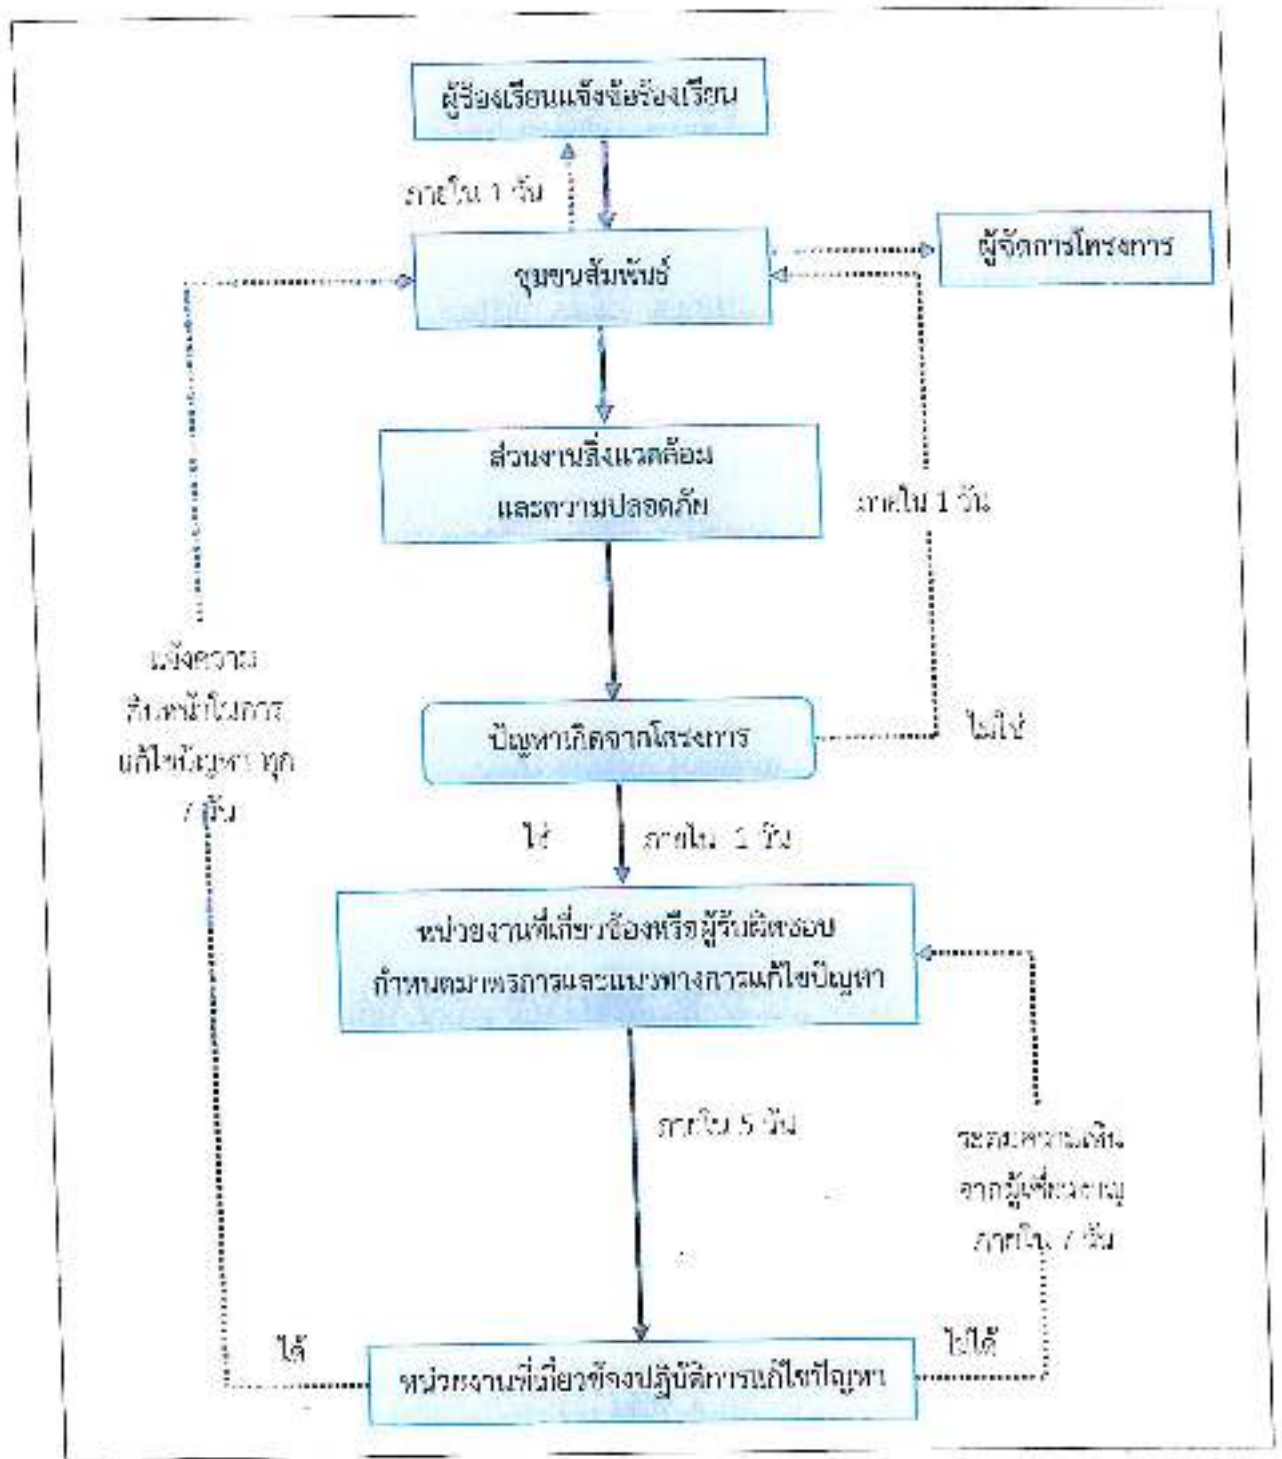 ผู้ร้องเรียนแจ้งข้อร้องเรียน
ภายใน 1 วัน
ชุมชนสัมพันธ์
ผู้จัดการโครงการ
ส่วนงานสิ่งแวดล้อม
และความปลอดภัย
ภายใน 1 วัน
แจ้งความ
คืบหน้าในการ
แก้ไขปัญหา ทุก
7 วัน
ปัญหาเกิดจากโครงการ
ไม่ใช่
ใช่
ภายใน 1 วัน
หน่วยงานที่เกี่ยวข้องหรือผู้รับผิดชอบ
กำหนดมาตรการและแนวทางการแก้ไขปัญหา
ภายใน 5 วัน
ระดมความเห็น
จากผู้เชี่ยวชาญ
ภายใน 7 วัน
ได้
หน่วยงานที่เกี่ยวข้องปฏิบัติการแก้ไขปัญหา
ไม่ได้